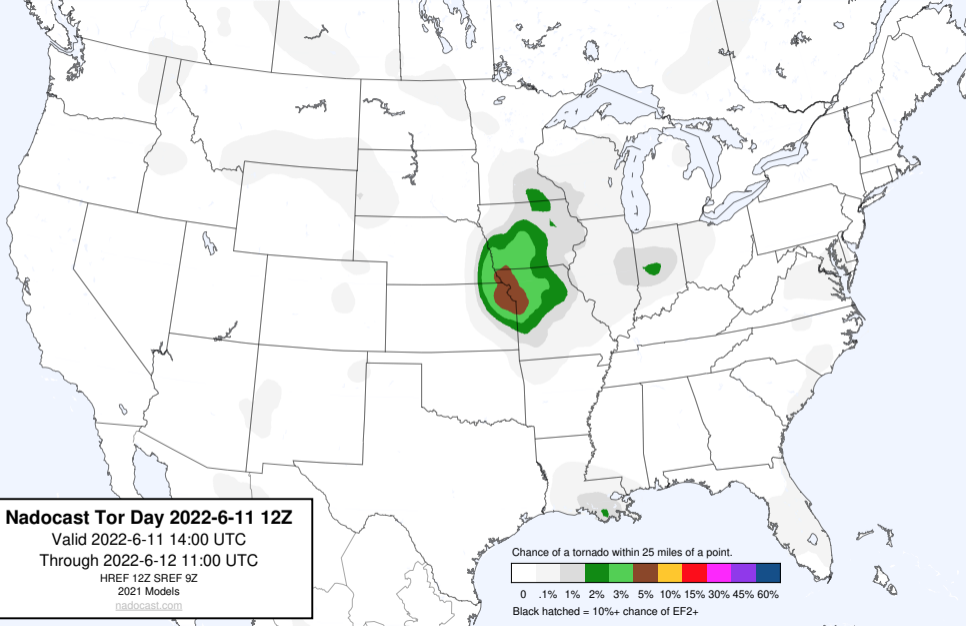 Nadocast Tor Day 2022-6-11 12Z
Valid 2022-6-11 14:00 UTC
Through 2022-6-12 11:00 UTC
HREF 12Z SREF 9Z
2021 Models
nadocast.com
Chance of a tornado within 25 miles of a point.
0 .1% 1% 2% 3% 5% 10% 15% 30% 45% 60%
Black hatched = 10%+ chance of EF2+